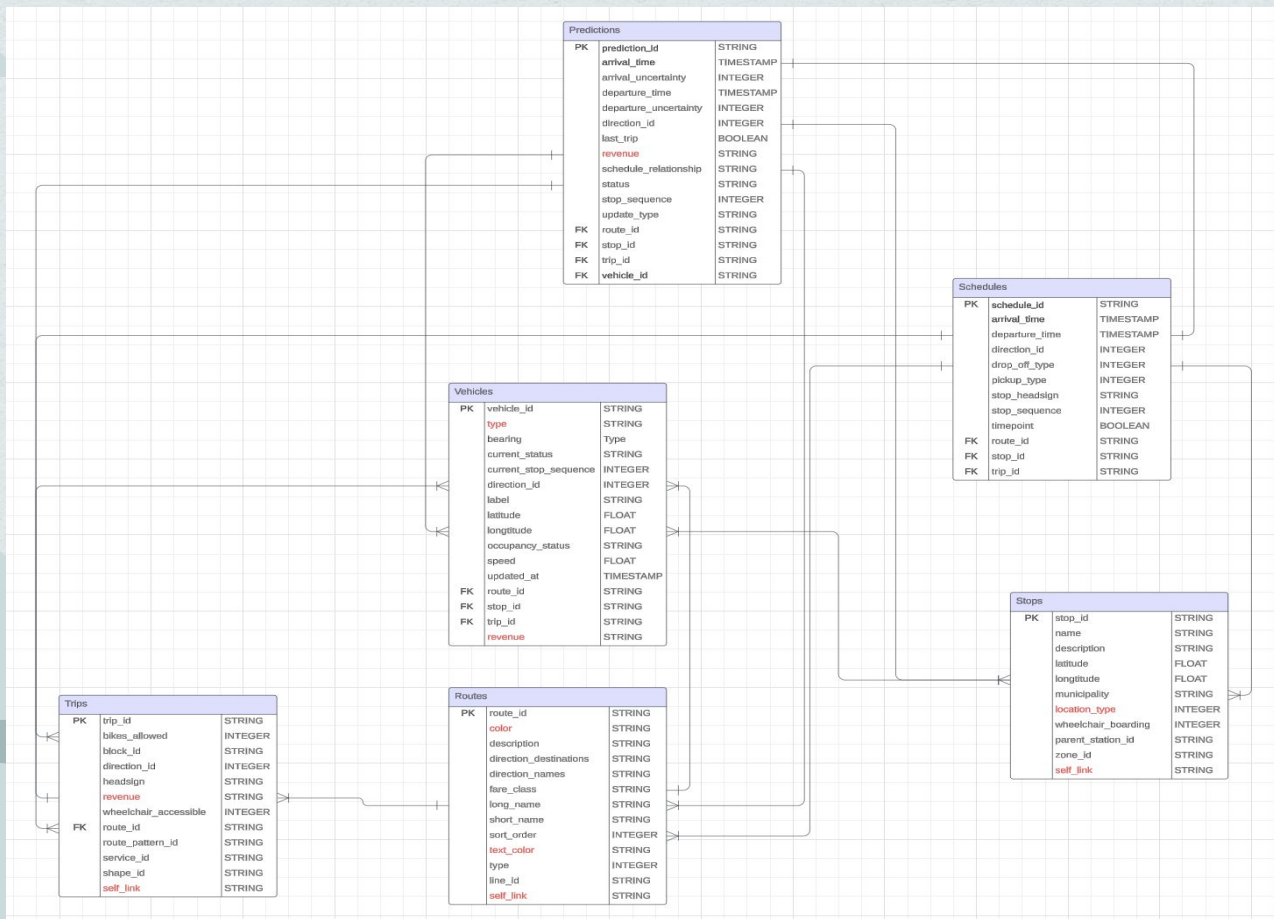 Predictions
PK prediction_id STRING
arrival_time TIMESTAMP
arrival_uncertainty INTEGER
departure_time TIMESTAMP
departure_uncertainty INTEGER
direction_id INTEGER
last_trip BOOLEAN
revenue STRING
schedule_relationship STRING
status STRING
stop_sequence INTEGER
update_type STRING
FK route_id STRING
FK stop_id STRING
FK trip_id STRING
FK vehicle_id STRING
Schedules
PK schedule_id STRING
arrival_time TIMESTAMP
departure_time TIMESTAMP
direction_id INTEGER
drop_off_type INTEGER
pickup_type INTEGER
stop_headsign STRING
stop_sequence INTEGER
timepoint BOOLEAN
FK route_id STRING
FK stop_id STRING
FK trip_id STRING
Vehicles
PK vehicle_id STRING
type STRING
bearing Type
current_status STRING
current_stop_sequence INTEGER
direction_id INTEGER
label STRING
latitude FLOAT
longtitude FLOAT
occupancy_status STRING
speed FLOAT
updated_at TIMESTAMP
FK route_id STRING
FK stop_id STRING
FK trip_id STRING
revenue STRING
Stops
PK stop_id STRING
name STRING
description STRING
latitude FLOAT
longtitude FLOAT
municipality STRING
location_type INTEGER
wheelchair_boarding INTEGER
parent_station_id STRING
zone_id STRING
self_link STRING
Trips
PK trip_id STRING
bikes_allowed INTEGER
block_id STRING
direction_id INTEGER
headsign STRING
revenue STRING
wheelchair_accessible INTEGER
FK route_id STRING
route_pattern_id STRING
service_id STRING
shape_id STRING
self_link STRING
Routes
PK route_id STRING
color STRING
description STRING
direction_destinations STRING
direction_names STRING
fare_class STRING
long_name STRING
short_name STRING
sort_order INTEGER
text_color STRING
type INTEGER
line_id STRING
self_link STRING